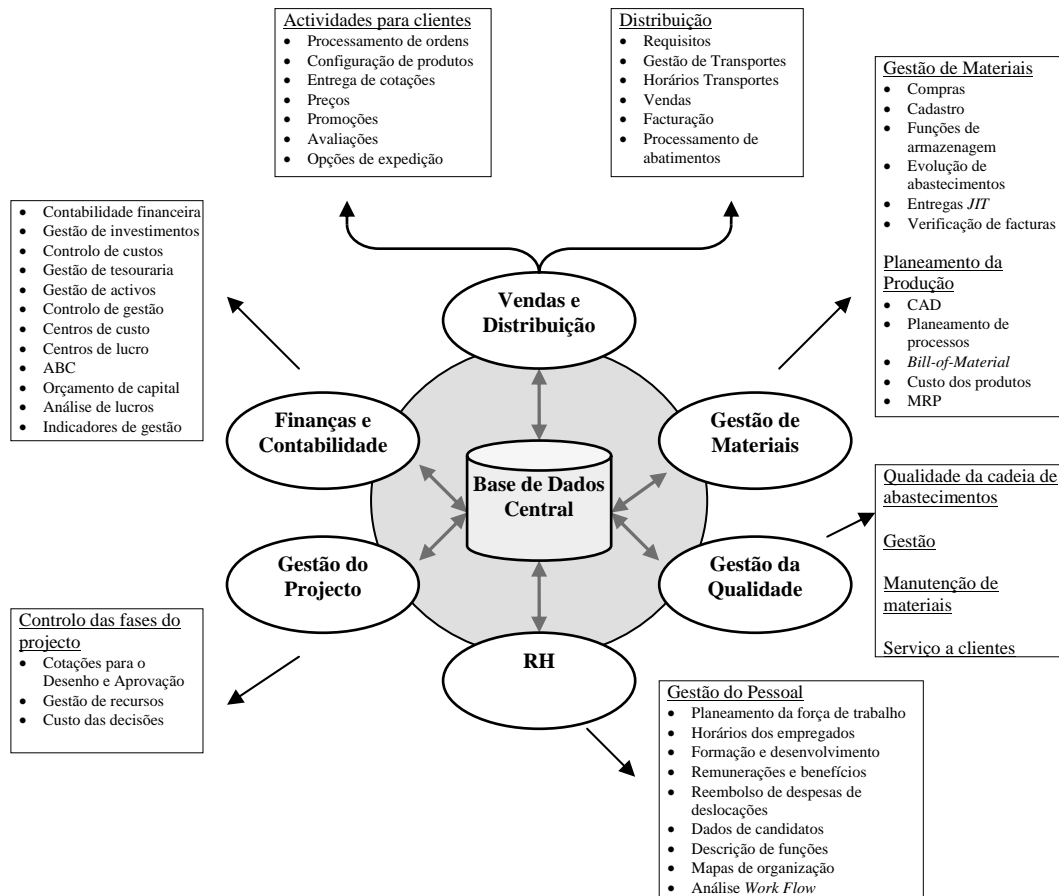 Actividades para clientes
• Processamento de ordens
• Configuração de produtos
• Entrega de cotações
• Preços
• Promoções
• Avaliações
• Opções de expedição
Distribuição
• Requisitos
• Gestão de Transportes
• Horários Transportes
• Vendas
• Facturação
• Processamento de
abatimentos
Gestão de Materiais
• Compras
• Cadastro
• Funções de
armazenagem
• Evolução de
abastecimentos
• Entregas JIT
• Verificação de facturas
Planeamento da
Produção
• CAD
• Planeamento de
processos
• Bill-of-Material
• Custo dos produtos
• MRP
• Contabilidade financeira
• Gestão de investimentos
• Controlo de custos
• Gestão de tesouraria
• Gestão de activos
• Controlo de gestão
• Centros de custo
• Centros de lucro
• ABC
• Orçamento de capital
• Análise de lucros
• Indicadores de gestão
Vendas e
Distribuição
Finanças e
Contabilidade
Gestão de
Materiais
Base de Dados
Central
Gestão do
Projecto
Gestão da
Qualidade
RH
Qualidade da cadeia de
abastecimentos
Gestão
Manutenção de
materiais
Serviço a clientes
Controlo das fases do
projecto
• Cotações para o
Desenho e Aprovação
• Gestão de recursos
• Custo das decisões
Gestão do Pessoal
• Planeamento da força de trabalho
• Horários dos empregados
• Formação e desenvolvimento
• Remunerações e benefícios
• Reembolso de despesas de
deslocações
• Dados de candidatos
• Descrição de funções
• Mapas de organização
• Análise Work Flow